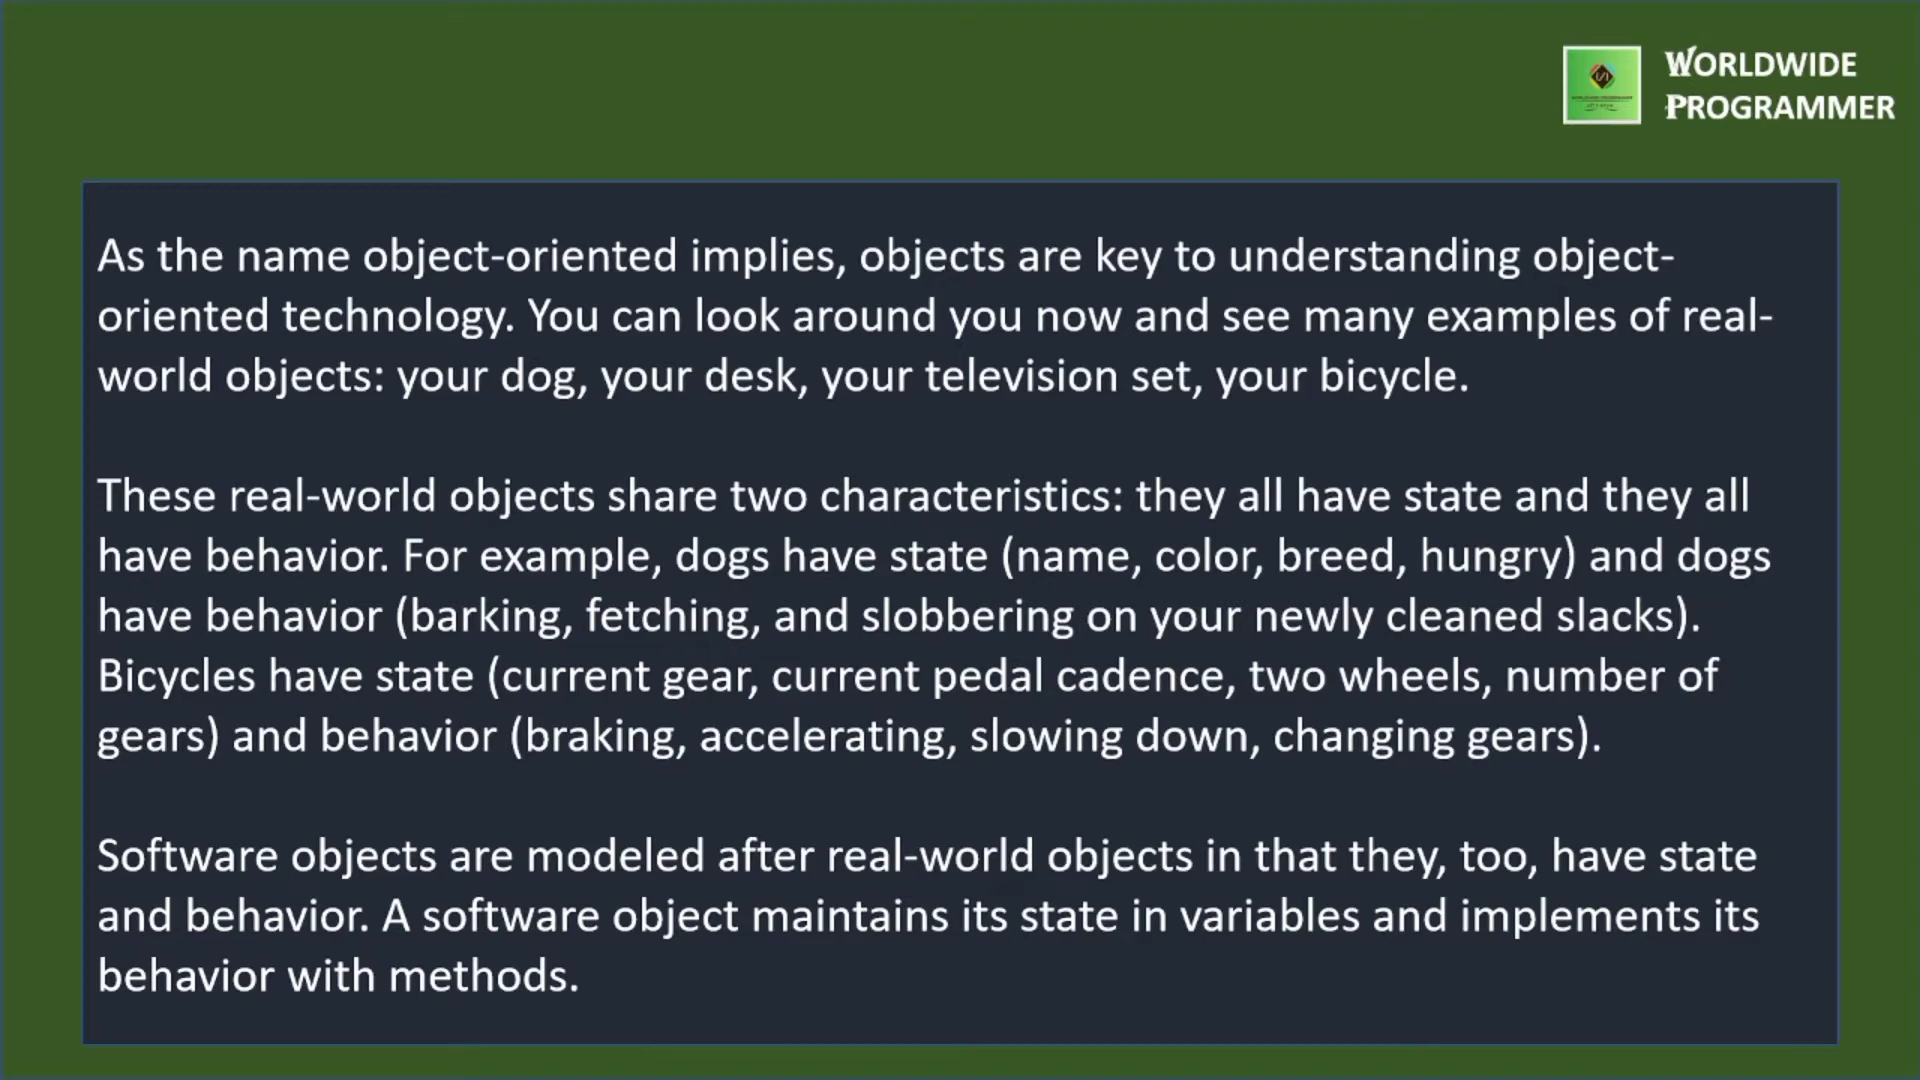 WORLDWIDE
PROGRAMMER
As the name object-oriented implies, objects are key to understanding object-
oriented technology. You can look around you now and see many examples of real-
world objects: your dog, your desk, your television set, your bicycle.
These real-world objects share two characteristics: they all have state and they all
have behavior. For example, dogs have state (name, color, breed, hungry) and dogs
have behavior (barking, fetching, and slobbering on your newly cleaned slacks).
Bicycles have state (current gear, current pedal cadence, two wheels, number of
gears) and behavior (braking, accelerating, slowing down, changing gears).
Software objects are modeled after real-world objects in that they, too, have state
and behavior. A software object maintains its state in variables and implements its
behavior with methods.